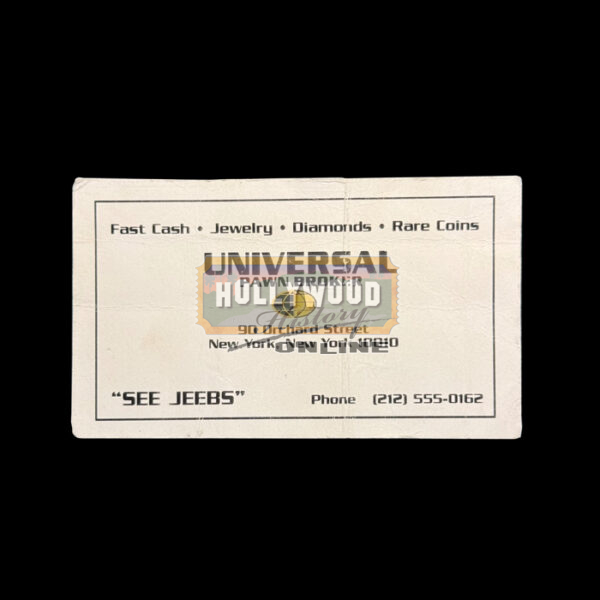 Fast Cash • Jewelry • Diamonds • Rare Coins
UNIVERSAL
PAWN BROKER
HOLLYWOOD
History
90 Orchard Street
New York, New York 10010
ONLINE
"SEE JEEBS"
Phone (212) 555-0162